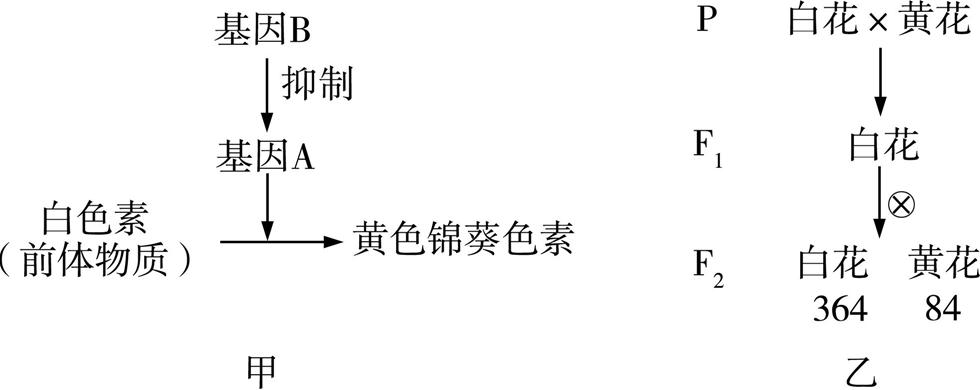 基因B
抑制
基因A
白色素
（前体物质）
黄色锦葵色素
甲
P 白花×黄花
F₁ 白花
⊗
F₂ 白花 黄花
364 84
乙